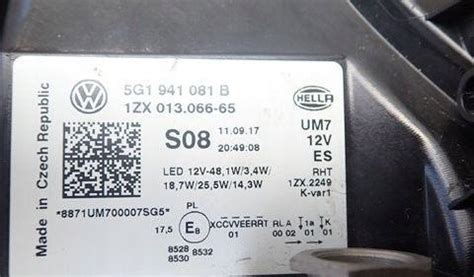 Made in Czech Republic
5G1 941 081 B
1ZX 013.066-65
HELLA
S08
11.09.17
20:49:08
UM7
12V
ES
LED 12V-48,1W/3,4W/
18,7W/25,5W/14,3W
RHT
1ZX.2249
K-var1
*8871UM700007SG5*
PL
17,5
E8
XCCVVEERRT
01
RL A
00 02
1a K
01 01
8528
8530
8532